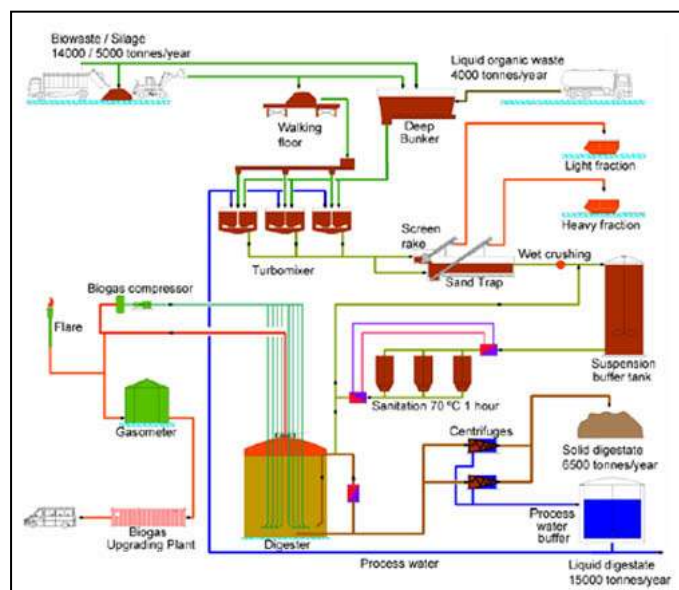 Biowaste / Silage
14000 / 5000 tonnes/year
Liquid organic waste
4000 tonnes/year
Walking
floor
Deep
Bunker
Light fraction
Heavy fraction
Screen
rake
Wet crushing
Turbomixer
Sand Trap
Biogas compressor
Flare
Suspension
buffer tank
Sanitation 70 ºC 1 hour
Gasometer
Centrifuges
Solid digestate
6500 tonnes/year
Process
water
buffer
Biogas
Upgrading Plant
Digester
Process water
Liquid digestate
15000 tonnes/year